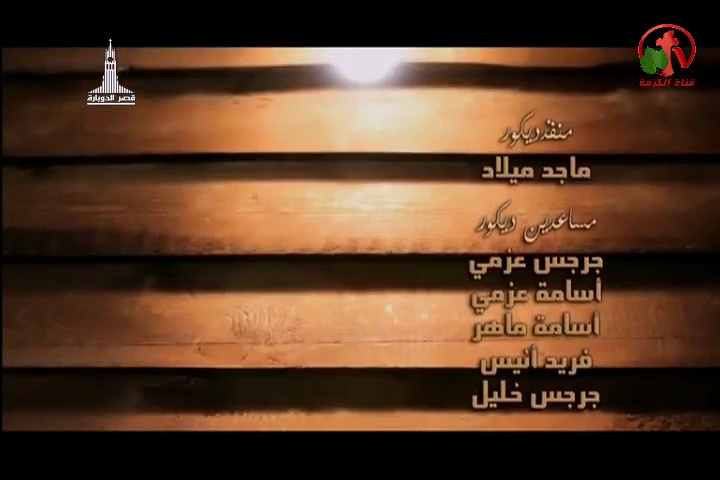 قصر الدوبارة
قناة الكرمة
منفذ ديكور
ماجد ميلاد
مساعدين ديكور
جرجس عزمي
أسامة عزمي
أسامة ماهر
فريد أنيس
جرجس خليل